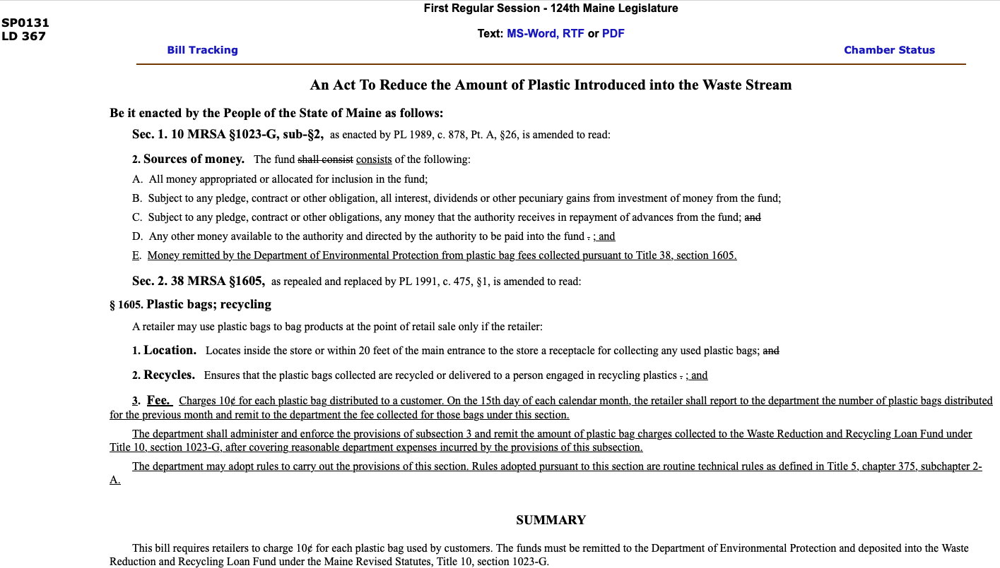 First Regular Session - 124th Maine Legislature
SP0131
LD 367
Text: MS-Word, RTF or PDF
Bill Tracking
Chamber Status
An Act To Reduce the Amount of Plastic Introduced into the Waste Stream
Be it enacted by the People of the State of Maine as follows:
Sec. 1. 10 MRSA §1023-G, sub-§2, as enacted by PL 1989, c. 878, Pt. A, §26, is amended to read:
2. Sources of money. The fund shall consist consists of the following:
A. All money appropriated or allocated for inclusion in the fund;
B. Subject to any pledge, contract or other obligation, all interest, dividends or other pecuniary gains from investment of money from the fund;
C. Subject to any pledge, contract or other obligations, any money that the authority receives in repayment of advances from the fund; and
D. Any other money available to the authority and directed by the authority to be paid into the fund . ; and
E. Money remitted by the Department of Environmental Protection from plastic bag fees collected pursuant to Title 38, section 1605.
Sec. 2. 38 MRSA §1605, as repealed and replaced by PL 1991, c. 475, §1, is amended to read:
§ 1605. Plastic bags; recycling
A retailer may use plastic bags to bag products at the point of retail sale only if the retailer:
1. Location. Locates inside the store or within 20 feet of the main entrance to the store a receptacle for collecting any used plastic bags; and
2. Recycles. Ensures that the plastic bags collected are recycled or delivered to a person engaged in recycling plastics . ; and
3. Fee. Charges 10¢ for each plastic bag distributed to a customer. On the 15th day of each calendar month, the retailer shall report to the department the number of plastic bags distributed
for the previous month and remit to the department the fee collected for those bags under this section.
The department shall administer and enforce the provisions of subsection 3 and remit the amount of plastic bag charges collected to the Waste Reduction and Recycling Loan Fund under
Title 10, section 1023-G, after covering reasonable department expenses incurred by the provisions of this subsection.
The department may adopt rules to carry out the provisions of this section. Rules adopted pursuant to this section are routine technical rules as defined in Title 5, chapter 375, subchapter 2-
A.
SUMMARY
This bill requires retailers to charge 10¢ for each plastic bag used by customers. The funds must be remitted to the Department of Environmental Protection and deposited into the Waste
Reduction and Recycling Loan Fund under the Maine Revised Statutes, Title 10, section 1023-G.